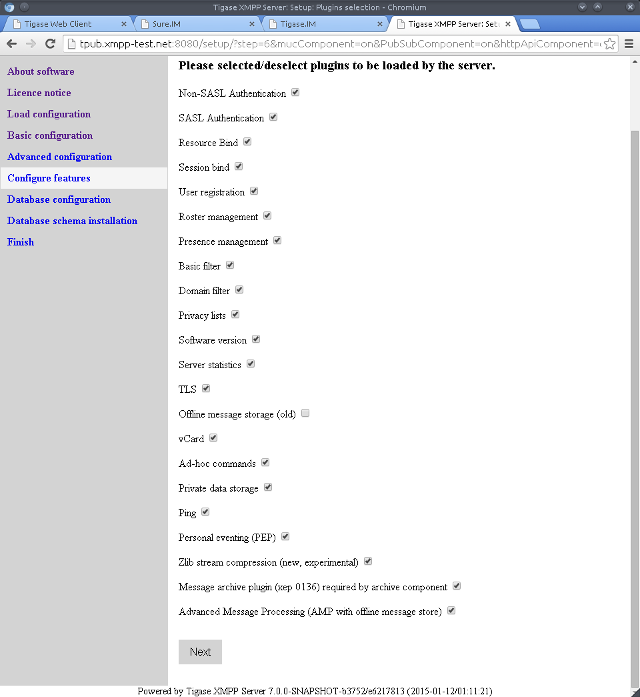 Tigase XMPP Server: Setup: Plugins selection - Chromium
Tigase Web Client
Sure.IM
Tigase.IM
Tigase XMPP Server: Set
tpub.xmpp-test.net:8080/setup/?step=6&mucComponent=on&PubSubComponent=on&httpApiComponent=
About software
Licence notice
Load configuration
Basic configuration
Advanced configuration
Configure features
Database configuration
Database schema installation
Finish
Please selected/deselect plugins to be loaded by the server.
Non-SASL Authentication
SASL Authentication
Resource Bind
Session bind
User registration
Roster management
Presence management
Basic filter
Domain filter
Privacy lists
Software version
Server statistics
TLS
Offline message storage (old)
vCard
Ad-hoc commands
Private data storage
Ping
Personal eventing (PEP)
Zlib stream compression (new, experimental)
Message archive plugin (xep 0136) required by archive component
Advanced Message Processing (AMP with offline message store)
Next
Powered by Tigase XMPP Server 7.0.0-SNAPSHOT-b3752/e6217813 (2015-01-12/01:11:21)